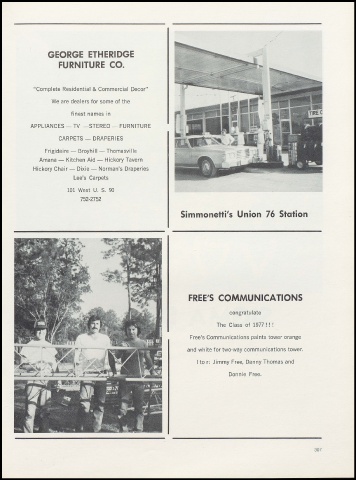 GEORGE ETHERIDGE
FURNITURE CO.
"Complete Residential & Commercial Decor"
We are dealers for some of the
finest names in
APPLIANCES — TV — STEREO — FURNITURE
CARPETS — DRAPERIES
Frigidaire — Broyhill — Thomasville
Amana — Kitchen Aid — Hickory Tavern
Hickory Chair — Dixie — Norman's Draperies
Lee's Carpets
101 West U. S. 90
752-2752
TIRE
Simmonetti's Union 76 Station
FREE'S COMMUNICATIONS
congratulate
The Class of 1977!!!
Free's Communications paints tower orange
and white for two way communications tower.
l to r: Jimmy Free, Denny Thomas and
Donnie Free.